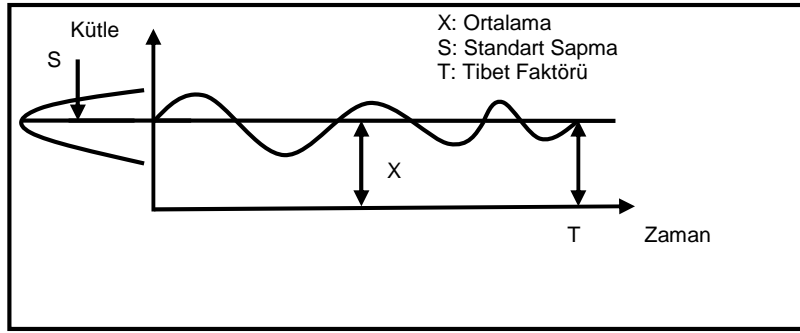 Kütle
S
X: Ortalama
S: Standart Sapma
T: Tibet Faktörü
X
T
Zaman